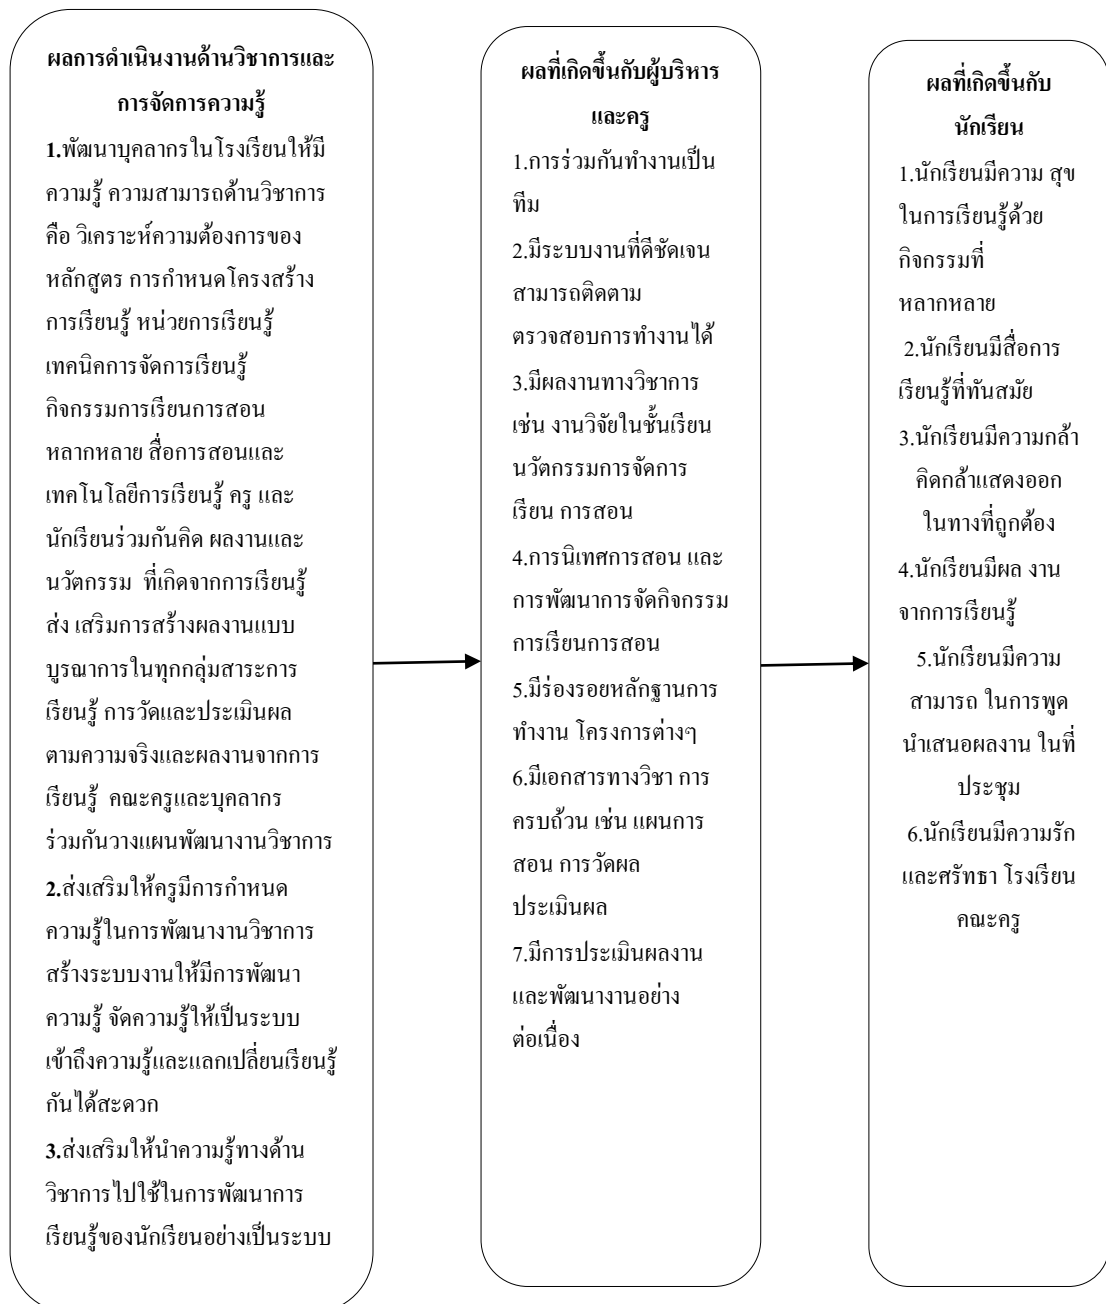 ผลการดำเนินงานด้านวิชาการและ
การจัดการความรู้
1.พัฒนาบุคลากรในโรงเรียนให้มี
ความรู้ ความสามารถด้านวิชาการ
คือ วิเคราะห์ความต้องการของ
หลักสูตร การกำหนดโครงสร้าง
การเรียนรู้ หน่วยการเรียนรู้
เทคนิคการจัดการเรียนรู้
กิจกรรมการเรียนการสอน
หลากหลาย สื่อการสอนและ
เทคโนโลยีการเรียนรู้ ครู และ
นักเรียนร่วมกันคิด ผลงานและ
นวัตกรรม ที่เกิดจากการเรียนรู้
ส่ง เสริมการสร้างผลงานแบบ
บูรณาการในทุกกลุ่มสาระการ
เรียนรู้ การวัดและประเมินผล
ตามความจริงและผลงานจากการ
เรียนรู้ คณะครูและบุคลากร
ร่วมกันวางแผนพัฒนางานวิชาการ
2.ส่งเสริมให้ครูมีการกำหนด
ความรู้ในการพัฒนางานวิชาการ
สร้างระบบงานให้มีการพัฒนา
ความรู้ จัดความรู้ให้เป็นระบบ
เข้าถึงความรู้และแลกเปลี่ยนเรียนรู้
กันได้สะดวก
3.ส่งเสริมให้นำความรู้ทางด้าน
วิชาการไปใช้ในการพัฒนาการ
เรียนรู้ของนักเรียนอย่างเป็นระบบ
ผลที่เกิดขึ้นกับผู้บริหาร
และครู
1.การร่วมกันทำงานเป็น
ทีม
2.มีระบบงานที่ดีชัดเจน
สามารถติดตาม
ตรวจสอบการทำงานได้
3.มีผลงานทางวิชาการ
เช่น งานวิจัยในชั้นเรียน
นวัตกรรมการจัดการ
เรียน การสอน
4.การนิเทศการสอน และ
การพัฒนาการจัดกิจกรรม
การเรียนการสอน
5.มีร่องรอยหลักฐานการ
ทำงาน โครงการต่างๆ
6.มีเอกสารทางวิชา การ
ครบถ้วน เช่น แผนการ
สอน การวัดผล
ประเมินผล
7.มีการประเมินผลงาน
และพัฒนางานอย่าง
ต่อเนื่อง
ผลที่เกิดขึ้นกับ
นักเรียน
1.นักเรียนมีความ สุข
ในการเรียนรู้ด้วย
กิจกรรมที่
หลากหลาย
2.นักเรียนมีสื่อการ
เรียนรู้ที่ทันสมัย
3.นักเรียนมีความกล้า
คิดกล้าแสดงออก
ในทางที่ถูกต้อง
4.นักเรียนมีผล งาน
จากการเรียนรู้
5.นักเรียนมีความ
สามารถ ในการพูด
นำเสนอผลงาน ในที่
ประชุม
6.นักเรียนมีความรัก
และศรัทธา โรงเรียน
คณะครู